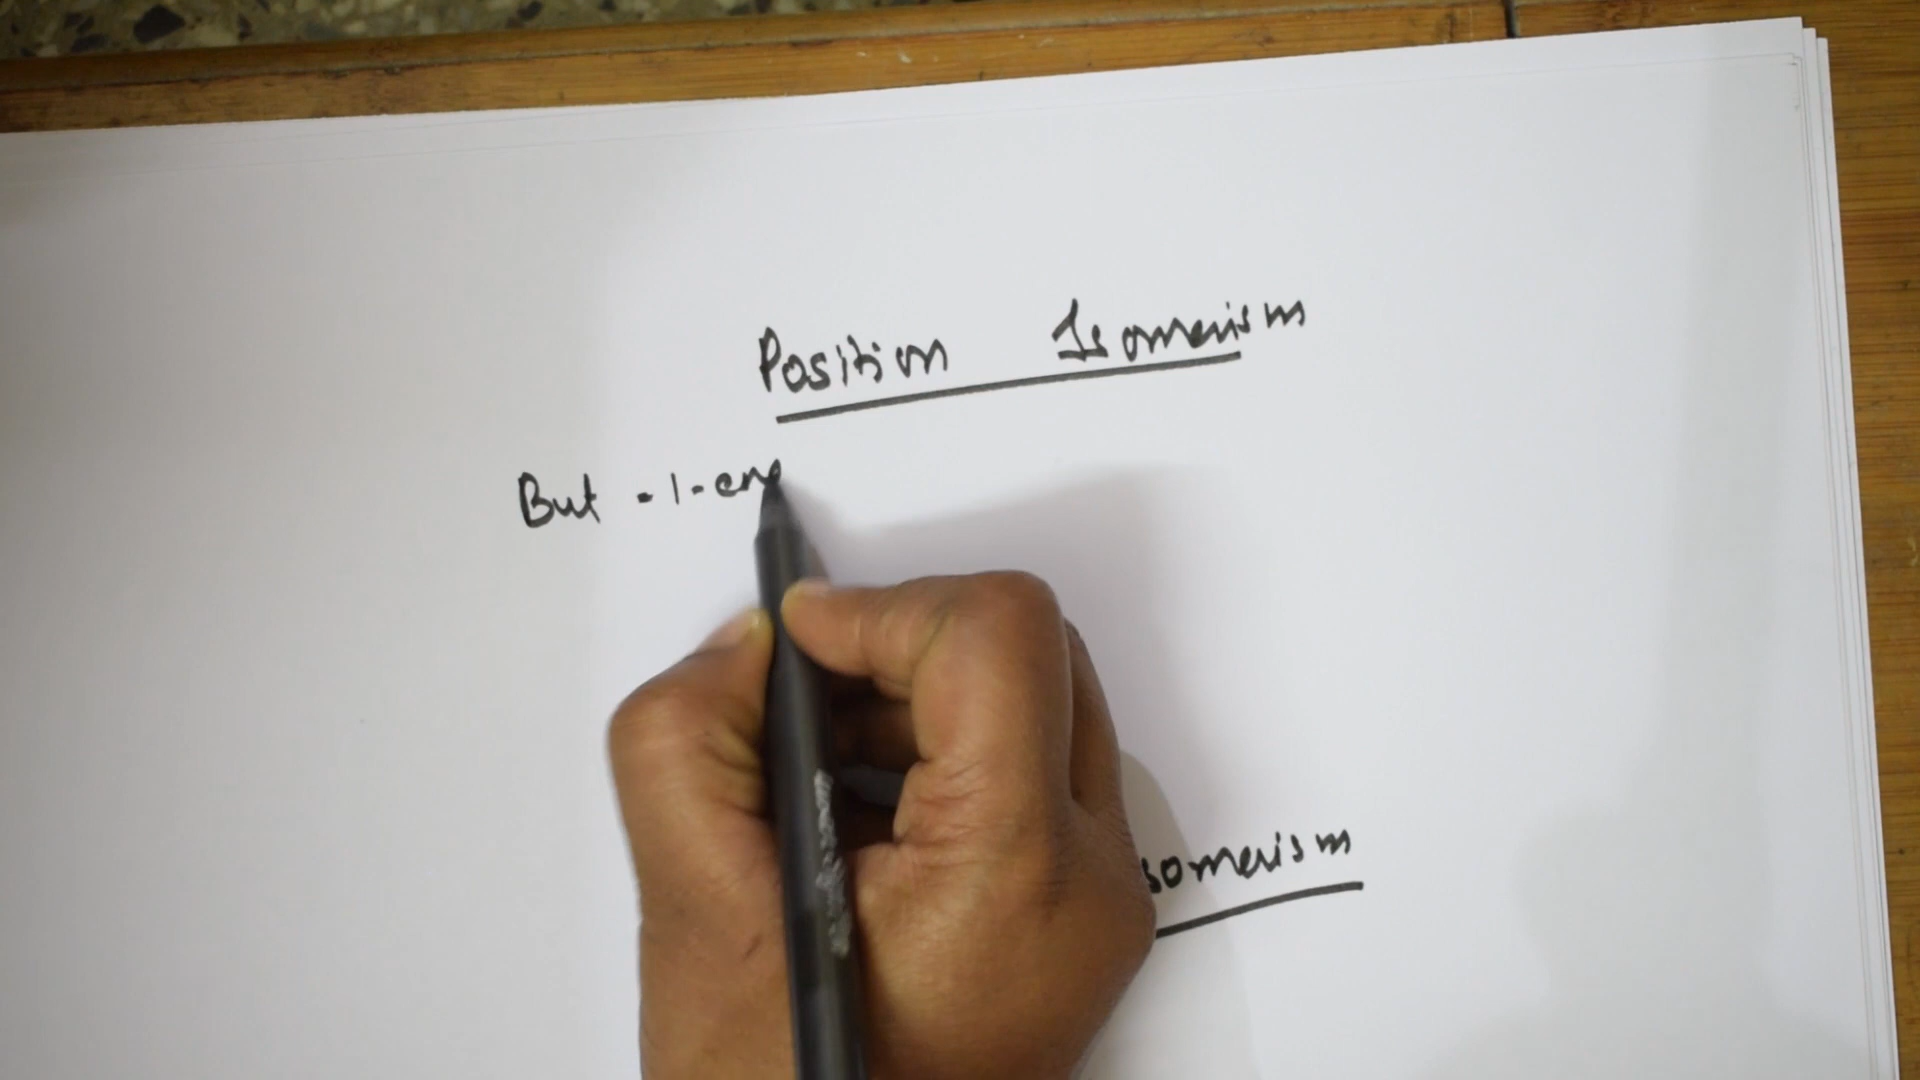 Position Isomerism
But - 1 - ene
somerism